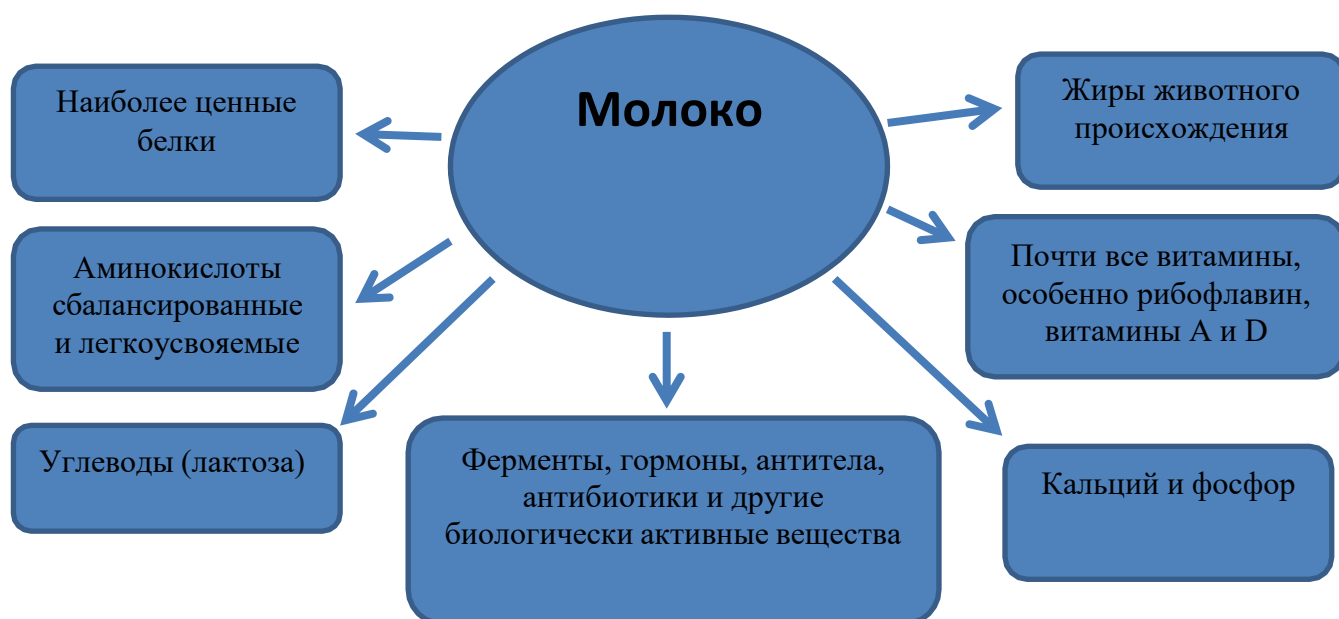 Молоко
Наиболее ценные
белки
Жиры животного
происхождения
Аминокислоты
сбалансированные
и легкоусвояемые
Почти все витамины,
особенно рибофлавин,
витамины А и D
Углеводы (лактоза)
Ферменты, гормоны, антитела,
антибиотики и другие
биологически активные вещества
Кальций и фосфор